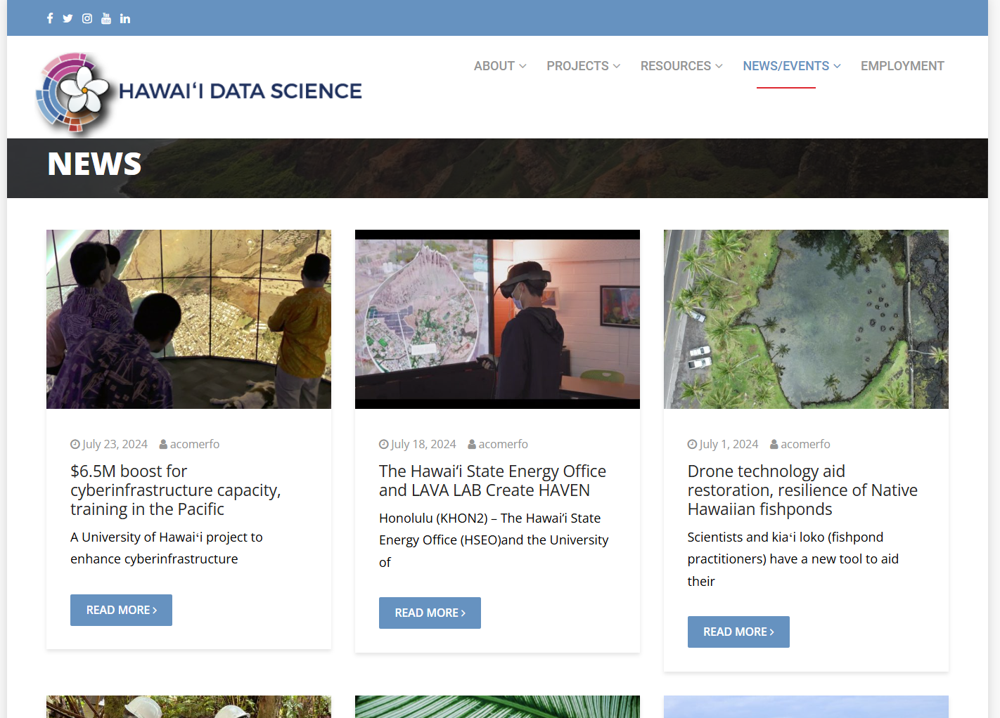 ABOUT PROJECTS RESOURCES NEWS/EVENTS EMPLOYMENT
HAWAIʻI DATA SCIENCE
NEWS
July 23, 2024 acomerfo
$6.5M boost for
cyberinfrastructure capacity,
training in the Pacific
A University of Hawaiʻi project to
enhance cyberinfrastructure
READ MORE
July 18, 2024 acomerfo
The Hawai‘i State Energy Office
and LAVA LAB Create HAVEN
Honolulu (KHON2) – The Hawai‘i State
Energy Office (HSEO)and the University
of
READ MORE
July 1, 2024 acomerfo
Drone technology aid
restoration, resilience of Native
Hawaiian fishponds
Scientists and kiaʻi loko (fishpond
practitioners) have a new tool to aid
their
READ MORE